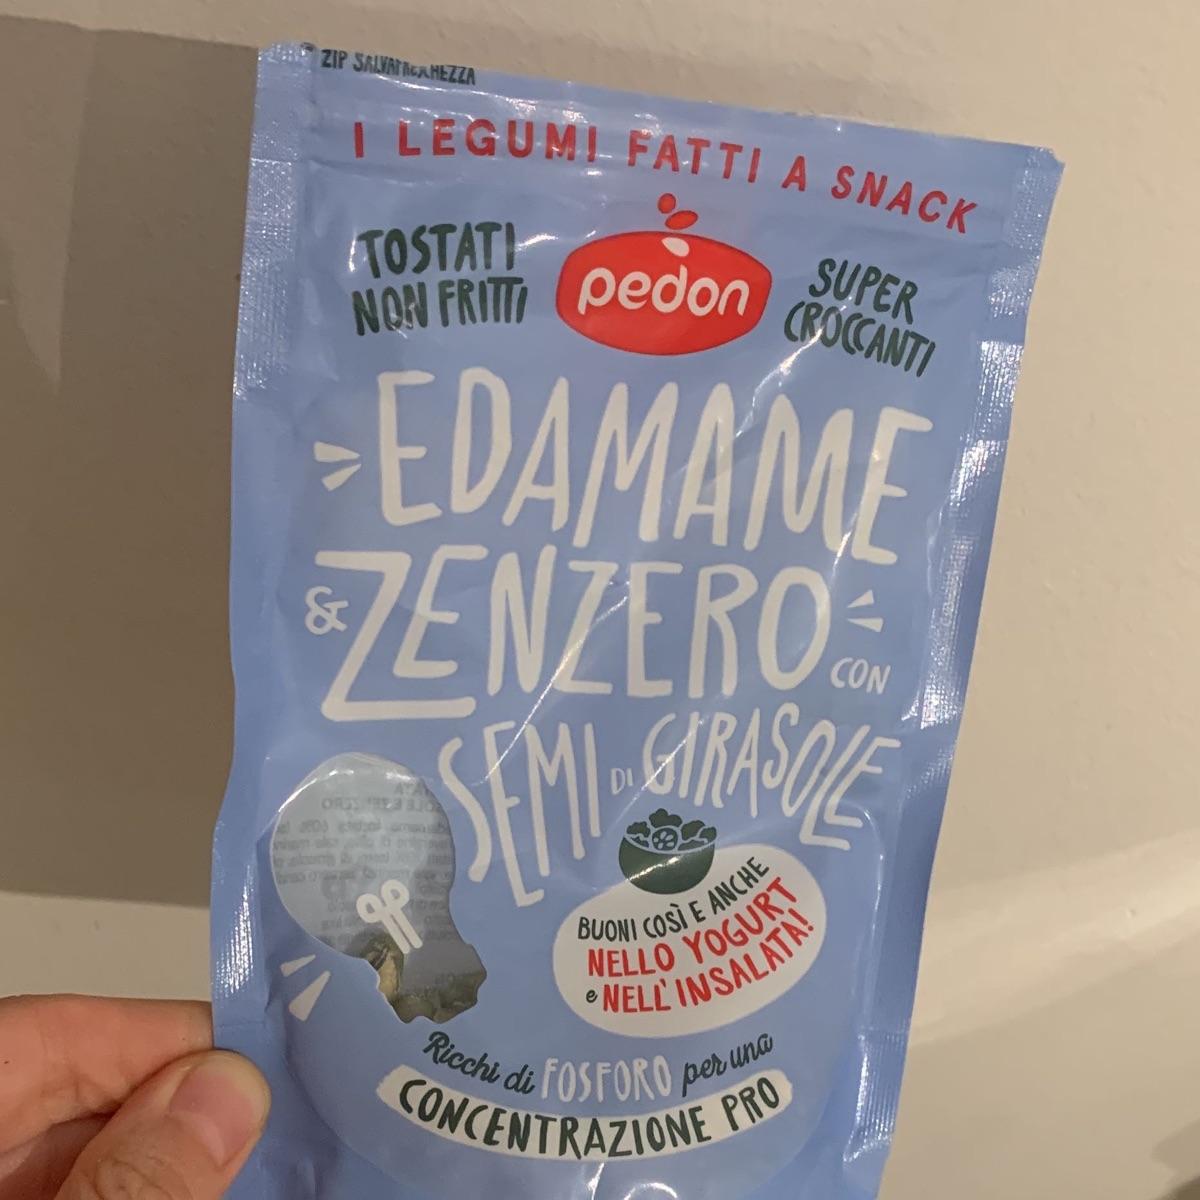 ZIP SALVAFRESCHEZZA
I LEGUMI FATTI A SNACK
TOSTATI
NON FRITTI
pedon
SUPER
CROCCANTI
EDAMAME
& ZENZERO CON
SEMI DI GIRASOLE
BUONI COSÌ E ANCHE
NELLO YOGURT
e NELL'INSALATA!
Ricchi di FOSFORO per una
CONCENTRAZIONE PRO